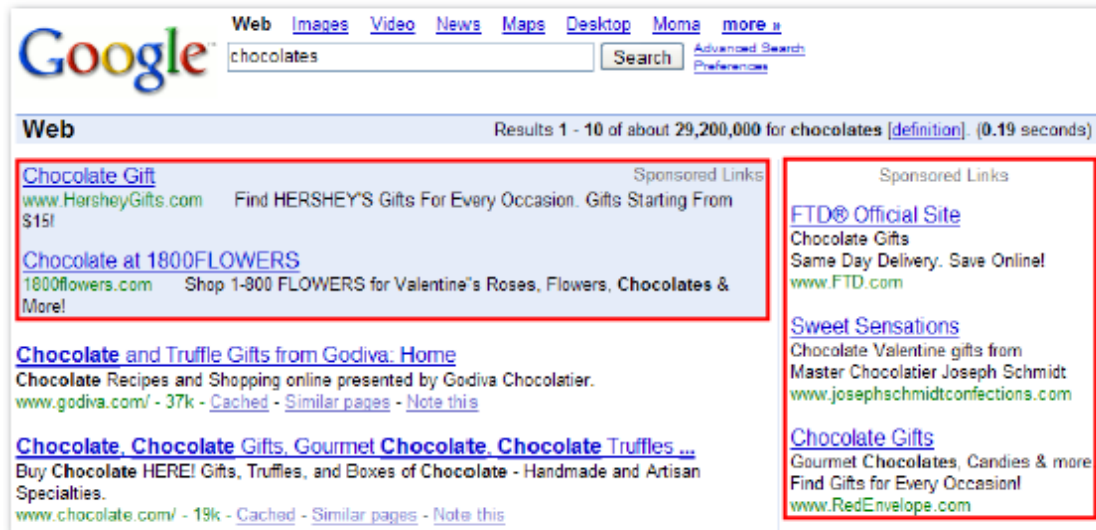 Web Images Video News Maps Desktop Moma more »
Google™
chocolates Search Advanced Search
Preferences
Web Results 1 - 10 of about 29,200,000 for chocolates [definition]. (0.19 seconds)
Chocolate Gift Sponsored Links
www.HersheyGifts.com Find HERSHEY"S Gifts For Every Occasion. Gifts Starting From
$15!
Chocolate at 1800FLOWERS
1800flowers.com Shop 1-800 FLOWERS for Valentine"s Roses, Flowers, Chocolates &
More!
Chocolate and Truffle Gifts from Godiva: Home
Chocolate Recipes and Shopping online presented by Godiva Chocolatier.
www.godiva.com/ - 37k - Cached - Similar pages - Note this
Chocolate, Chocolate Gifts, Gourmet Chocolate, Chocolate Truffles ...
Buy Chocolate HERE! Gifts, Truffles, and Boxes of Chocolate - Handmade and Artisan
Specialties.
www.chocolate.com/ - 19k - Cached - Similar pages - Note this
Sponsored Links
FTD® Official Site
Chocolate Gifts
Same Day Delivery. Save Online!
www.FTD.com
Sweet Sensations
Chocolate Valentine gifts from
Master Chocolatier Joseph Schmidt
www.josephschmidtconfections.com
Chocolate Gifts
Gourmet Chocolates, Candies & more
Find Gifts for Every Occasion!
www.RedEnvelope.com